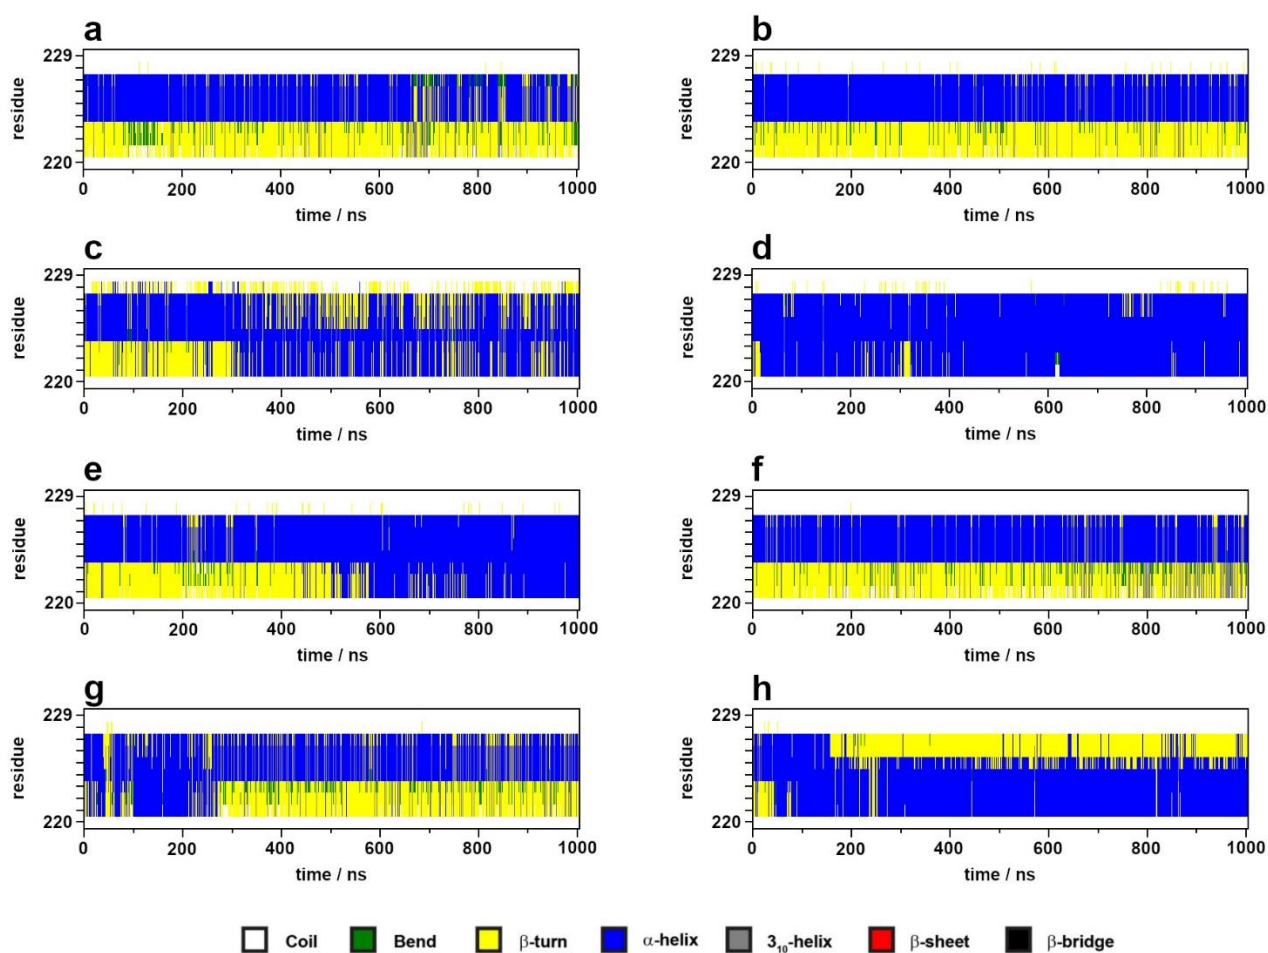 a
b
229
residue
220
0 200 400 600 800 1000
time / ns
229
residue
220
0 200 400 600 800 1000
time / ns
c
d
229
residue
220
0 200 400 600 800 1000
time / ns
229
residue
220
0 200 400 600 800 1000
time / ns
e
f
229
residue
220
0 200 400 600 800 1000
time / ns
229
residue
220
0 200 400 600 800 1000
time / ns
g
h
229
residue
220
0 200 400 600 800 1000
time / ns
229
residue
220
0 200 400 600 800 1000
time / ns
Coil Bend β-turn α-helix 3₁₀-helix β-sheet β-bridge